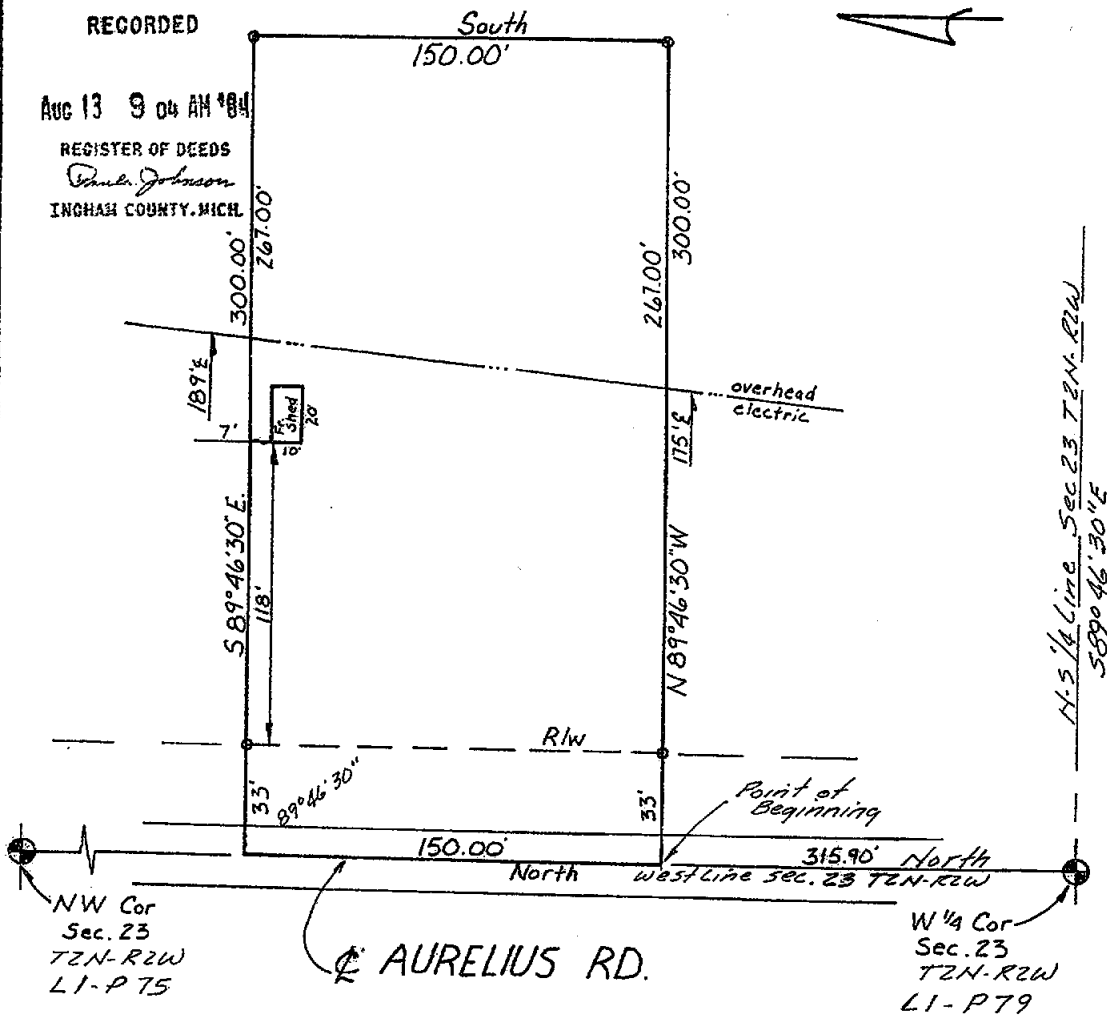 RECORDED
South
150.00'
AUG 13 9 04 AM '84
REGISTER OF DEEDS
Johnson
INGHAM COUNTY, MICH.
300.00'
267.00'
267.00'
300.00'
189'±
overhead
electric
7'
Fr.
Shed
20'
10'
175'±
H-S 1/4 Line Sec 23 T2N-R2W
S89°46'30"E
S 89°46'30"E.
118'
N 89°46'30"W
R/W
33'
89°46'30"
33'
Point of
Beginning
150.00'
North
315.90' North
West Line Sec. 23 T2N-R2W
NW Cor
Sec. 23
T2N-R2W
L1-P75
℄ AURELIUS RD.
W 1/4 Cor
Sec. 23
T2N-R2W
L1-P79